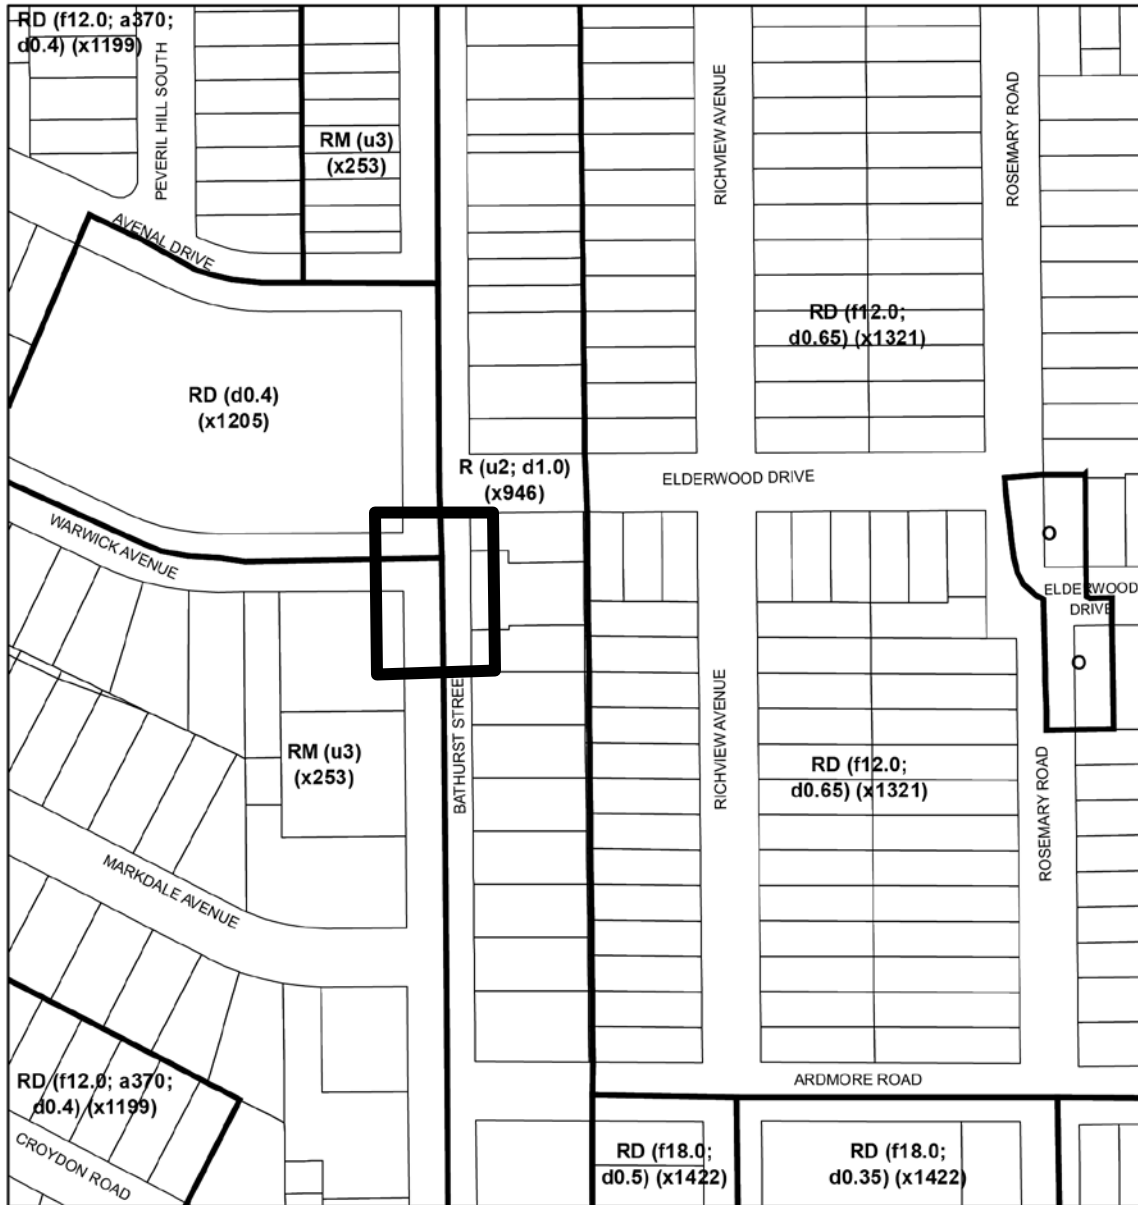 RD (f12.0; a370;
d0.4) (x1199)
PEVERIL HILL SOUTH
RM (u3)
(x253)
RICHVIEW AVENUE
ROSEMARY ROAD
AVENAL DRIVE
RD (f12.0;
d0.65) (x1321)
RD (d0.4)
(x1205)
R (u2; d1.0)
(x946)
ELDERWOOD DRIVE
WARWICK AVENUE
O
ELDERWOOD
DRIVE
O
BATHURST STREE
RICHVIEW AVENUE
RM (u3)
(x253)
RD (f12.0;
d0.65) (x1321)
ROSEMARY ROAD
MARKDALE AVENUE
RD (f12.0; a370;
d0.4) (x1199)
ARDMORE ROAD
CROYDON ROAD
RD (f18.0;
d0.5) (x1422)
RD (f18.0;
d0.35) (x1422)